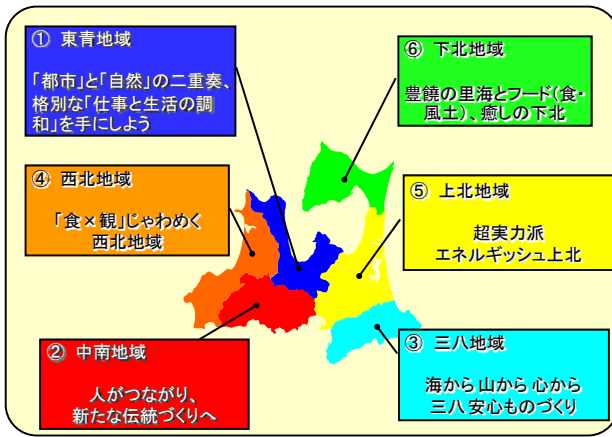 ① 東青地域
「都市」と「自然」の二重奏、
格別な「仕事と生活の調
和」を手にしよう
⑥ 下北地域
豊饒の里海とフード(食・
風土)、癒しの下北
④ 西北地域
「食×観」じゃわめく
西北地域
⑤ 上北地域
超実力派
エネルギッシュ上北
② 中南地域
人がつながり、
新たな伝統づくりへ
③ 三八地域
海から 山から 心から
三八 安心ものづくり